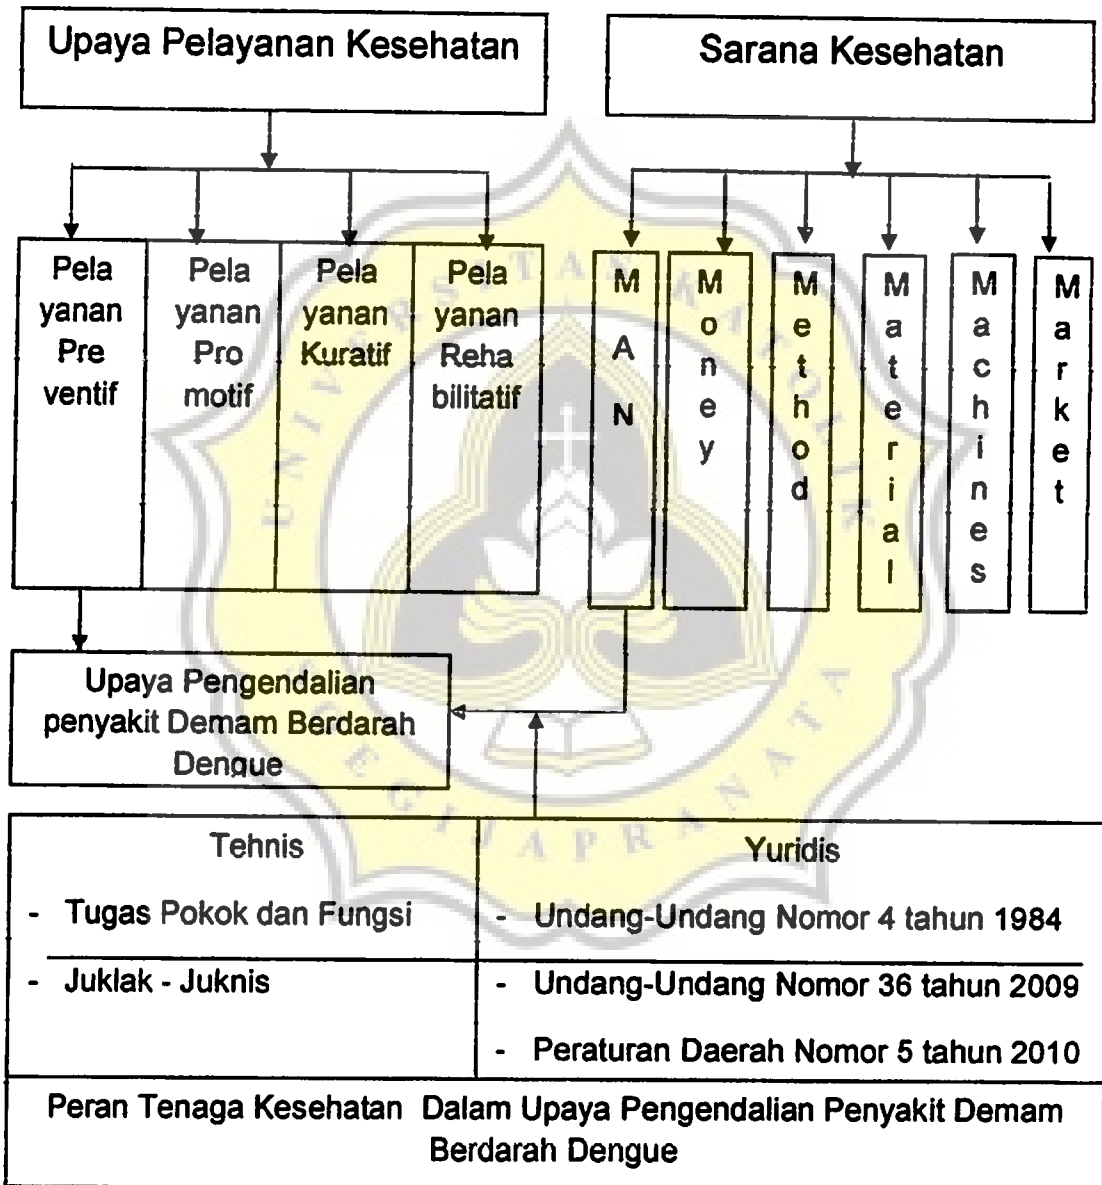 Upaya Pelayanan Kesehatan
Sarana Kesehatan
Pela
yanan
Pre
ventif
Pela
yanan
Pro
motif
Pela
yanan
Kuratif
Pela
yanan
Reha
bilitatif
M
A
N
M
o
n
e
y
M
e
t
h
o
d
M
a
t
e
r
i
a
l
M
a
c
h
i
n
e
s
M
a
r
k
e
t
Upaya Pengendalian
penyakit Demam Berdarah
Dengue
Tehnis
- Tugas Pokok dan Fungsi
- Juklak - Juknis
Yuridis
- Undang-Undang Nomor 4 tahun 1984
- Undang-Undang Nomor 36 tahun 2009
- Peraturan Daerah Nomor 5 tahun 2010
Peran Tenaga Kesehatan Dalam Upaya Pengendalian Penyakit Demam
Berdarah Dengue
UNIVERSITAS KATOLIK
SOEGIJAPRANATA